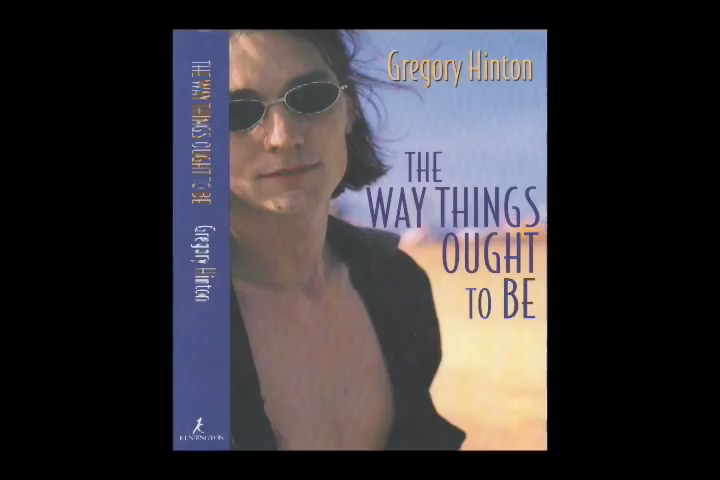 THE WAY THINGS OUGHT TO BE
Gregory Hinton
KENSINGTON
Gregory Hinton
THE
WAY THINGS
OUGHT
TO BE